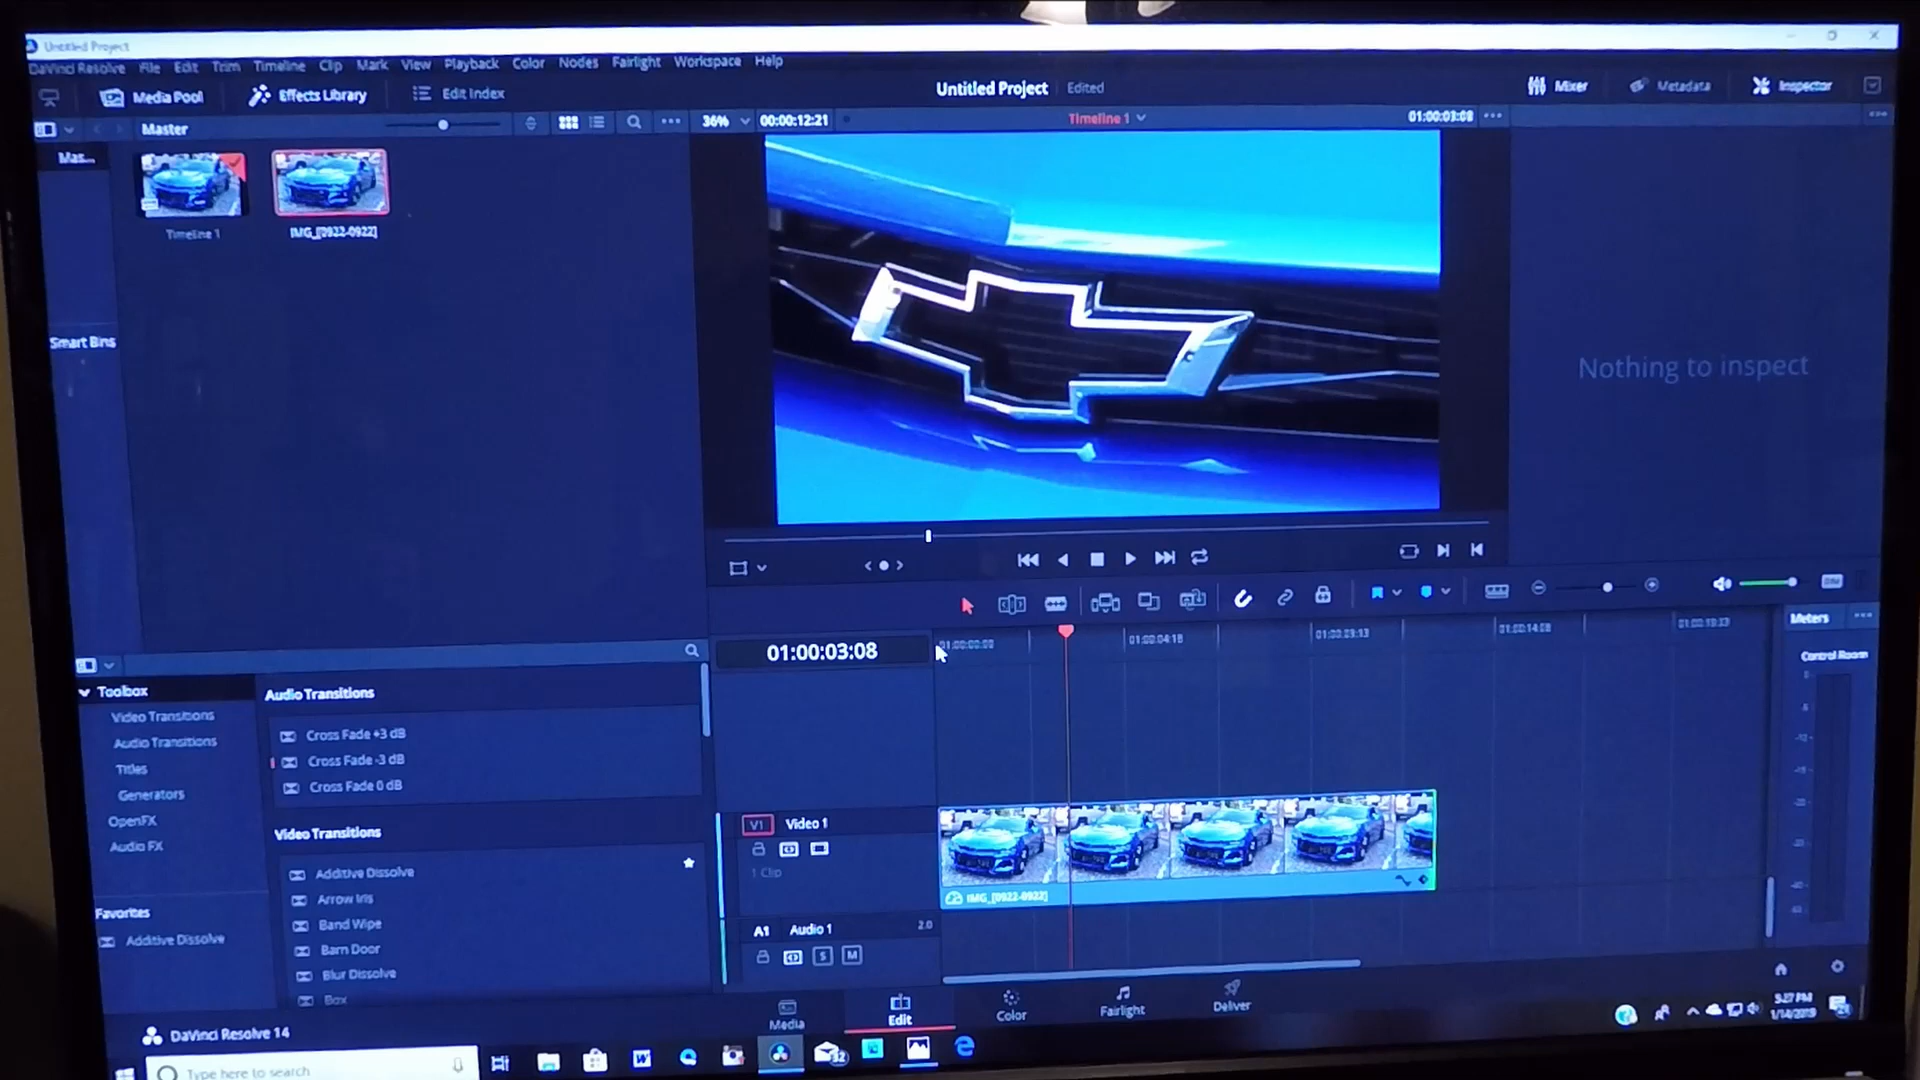 Untitled Project
DaVinci Resolve File Edit Trim Timeline Clip Mark View Playback Color Nodes Fairlight Workspace Help
Media Pool Effects Library Edit Index Untitled Project Edited Mixer Metadata Inspector
Master 36% 00:00:12:21 Timeline 1 01:00:03:08
Mas...
Timeline 1 IMG_[0922-0922]
Smart Bins
Nothing to inspect
01:00:03:08 01:00:00:00 01:00:04:18 01:00:09:13 01:00:14:08
Meters
Control Room
Toolbox
Video Transitions
Audio Transitions
Titles
Generators
OpenFX
Audio FX
Favorites
Additive Dissolve
Audio Transitions
Cross Fade +3 dB
Cross Fade -3 dB
Cross Fade 0 dB
Video Transitions
Additive Dissolve
Arrow Iris
Band Wipe
Barn Door
Blur Dissolve
Box
V1 Video 1
1 Clip
IMG_[0922-0922]
A1 Audio 1 2.0
S M
Media Edit Color Fairlight Deliver
DaVinci Resolve 14
Type here to search
32
5:27 PM
1/14/2019